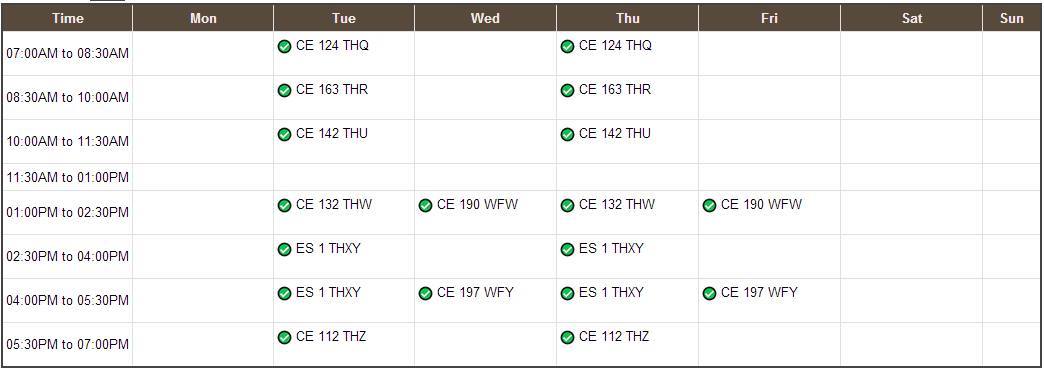 Time Mon Tue Wed Thu Fri Sat Sun
07:00AM to 08:30AM CE 124 THQ CE 124 THQ
08:30AM to 10:00AM CE 163 THR CE 163 THR
10:00AM to 11:30AM CE 142 THU CE 142 THU
11:30AM to 01:00PM
01:00PM to 02:30PM CE 132 THW CE 190 WFW CE 132 THW CE 190 WFW
02:30PM to 04:00PM ES 1 THXY ES 1 THXY
04:00PM to 05:30PM ES 1 THXY CE 197 WFY ES 1 THXY CE 197 WFY
05:30PM to 07:00PM CE 112 THZ CE 112 THZ